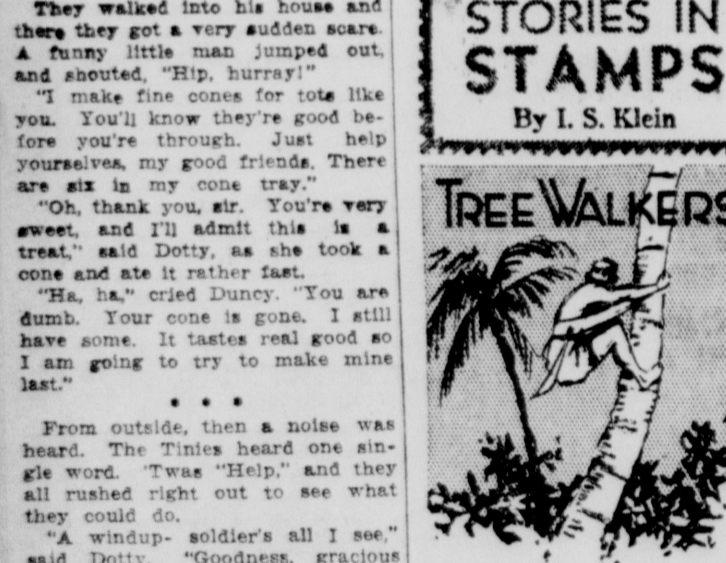 They walked into his house and
there they got a very sudden scare.
A funny little man jumped out,
and shouted, "Hip, hurray!"
"I make fine cones for tots like
you. You'll know they're good be-
fore you're through. Just help
yourselves, my good friends. There
are six in my cone tray."
"Oh, thank you, sir. You're very
sweet, and I'll admit this is a
treat," said Dotty, as she took a
cone and ate it rather fast.
"Ha, ha," cried Duncy. "You are
dumb. Your cone is gone. I still
have some. It tastes real good so
I am going to try to make mine
last."
* * *
From outside, then a noise was
heard. The Tinies heard one sin-
gle word. 'Twas "Help," and they
all rushed right out to see what
they could do.
"A windup- soldier's all I see,"
said Dotty. "Goodness, gracious
STORIES IN
STAMPS
By I. S. Klein
TREE WALKERS